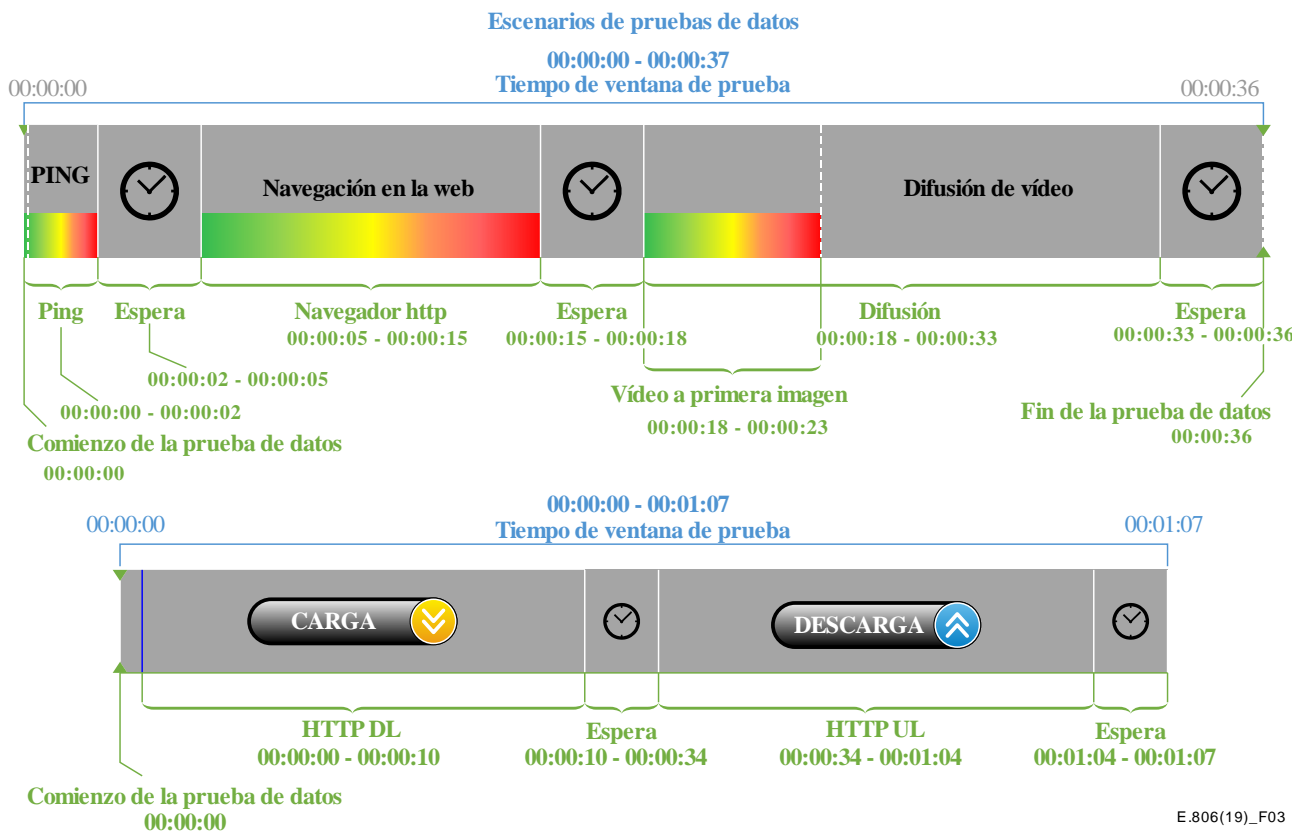 Escenarios de pruebas de datos
00:00:00 - 00:00:37
Tiempo de ventana de prueba
00:00:00
00:00:36
PING
Navegación en la web
Difusión de vídeo
Ping
Espera
Navegador http
00:00:05 - 00:00:15
Espera
00:00:15 - 00:00:18
Difusión
00:00:18 - 00:00:33
Espera
00:00:33 - 00:00:36
00:00:02 - 00:00:05
00:00:00 - 00:00:02
Vídeo a primera imagen
00:00:18 - 00:00:23
Comienzo de la prueba de datos
00:00:00
Fin de la prueba de datos
00:00:36
00:00:00 - 00:01:07
Tiempo de ventana de prueba
00:00:00
00:01:07
CARGA
DESCARGA
HTTP DL
00:00:00 - 00:00:10
Espera
00:00:10 - 00:00:34
HTTP UL
00:00:34 - 00:01:04
Espera
00:01:04 - 00:01:07
Comienzo de la prueba de datos
00:00:00
E.806(19)_F03